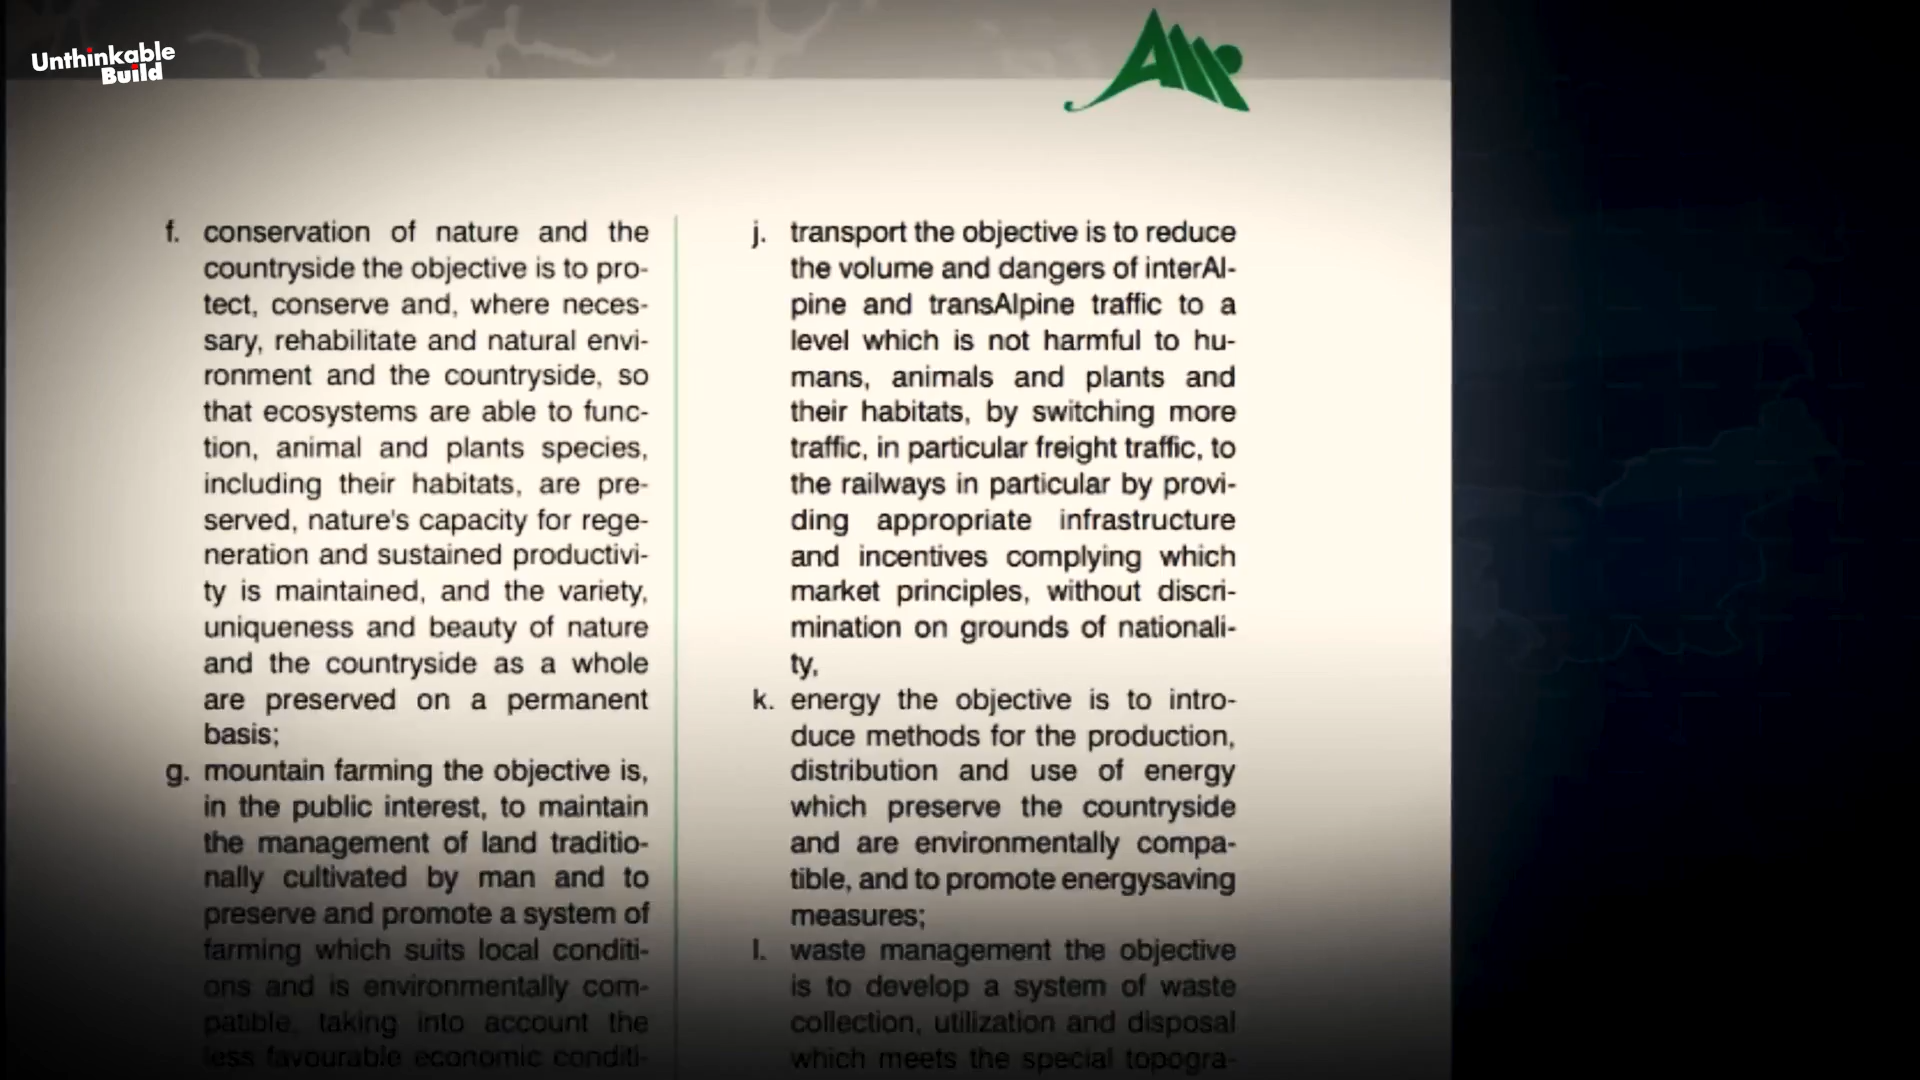 Unthinkable
Build
f. conservation of nature and the
countryside the objective is to pro-
tect, conserve and, where neces-
sary, rehabilitate and natural envi-
ronment and the countryside, so
that ecosystems are able to func-
tion, animal and plants species,
including their habitats, are pre-
served, nature's capacity for rege-
neration and sustained productivi-
ty is maintained, and the variety,
uniqueness and beauty of nature
and the countryside as a whole
are preserved on a permanent
basis;
g. mountain farming the objective is,
in the public interest, to maintain
the management of land traditio-
nally cultivated by man and to
preserve and promote a system of
farming which suits local conditi-
ons and is environmentally com-
patible, taking into account the
less favourable economic conditi-
j. transport the objective is to reduce
the volume and dangers of interAl-
pine and transAlpine traffic to a
level which is not harmful to hu-
mans, animals and plants and
their habitats, by switching more
traffic, in particular freight traffic, to
the railways in particular by provi-
ding appropriate infrastructure
and incentives complying which
market principles, without discri-
mination on grounds of nationali-
ty,
k. energy the objective is to intro-
duce methods for the production,
distribution and use of energy
which preserve the countryside
and are environmentally compa-
tible, and to promote energysaving
measures;
l. waste management the objective
is to develop a system of waste
collection, utilization and disposal
which meets the special topogra-